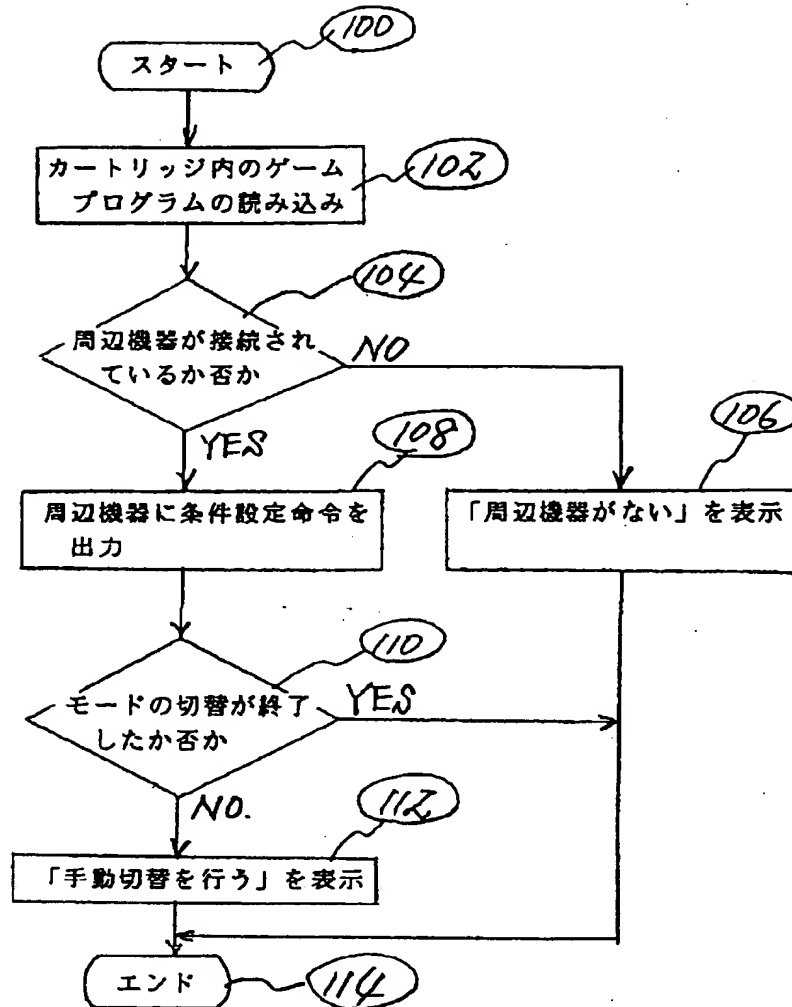 100
スタート
カートリッジ内のゲーム
プログラムの読み込み
102
104
周辺機器が接続され
ているか否か
NO
YES
108
106
周辺機器に条件設定命令を
出力
「周辺機器がない」を表示
110
モードの切替が終了
したか否か
YES
NO.
112
「手動切替を行う」を表示
エンド
114